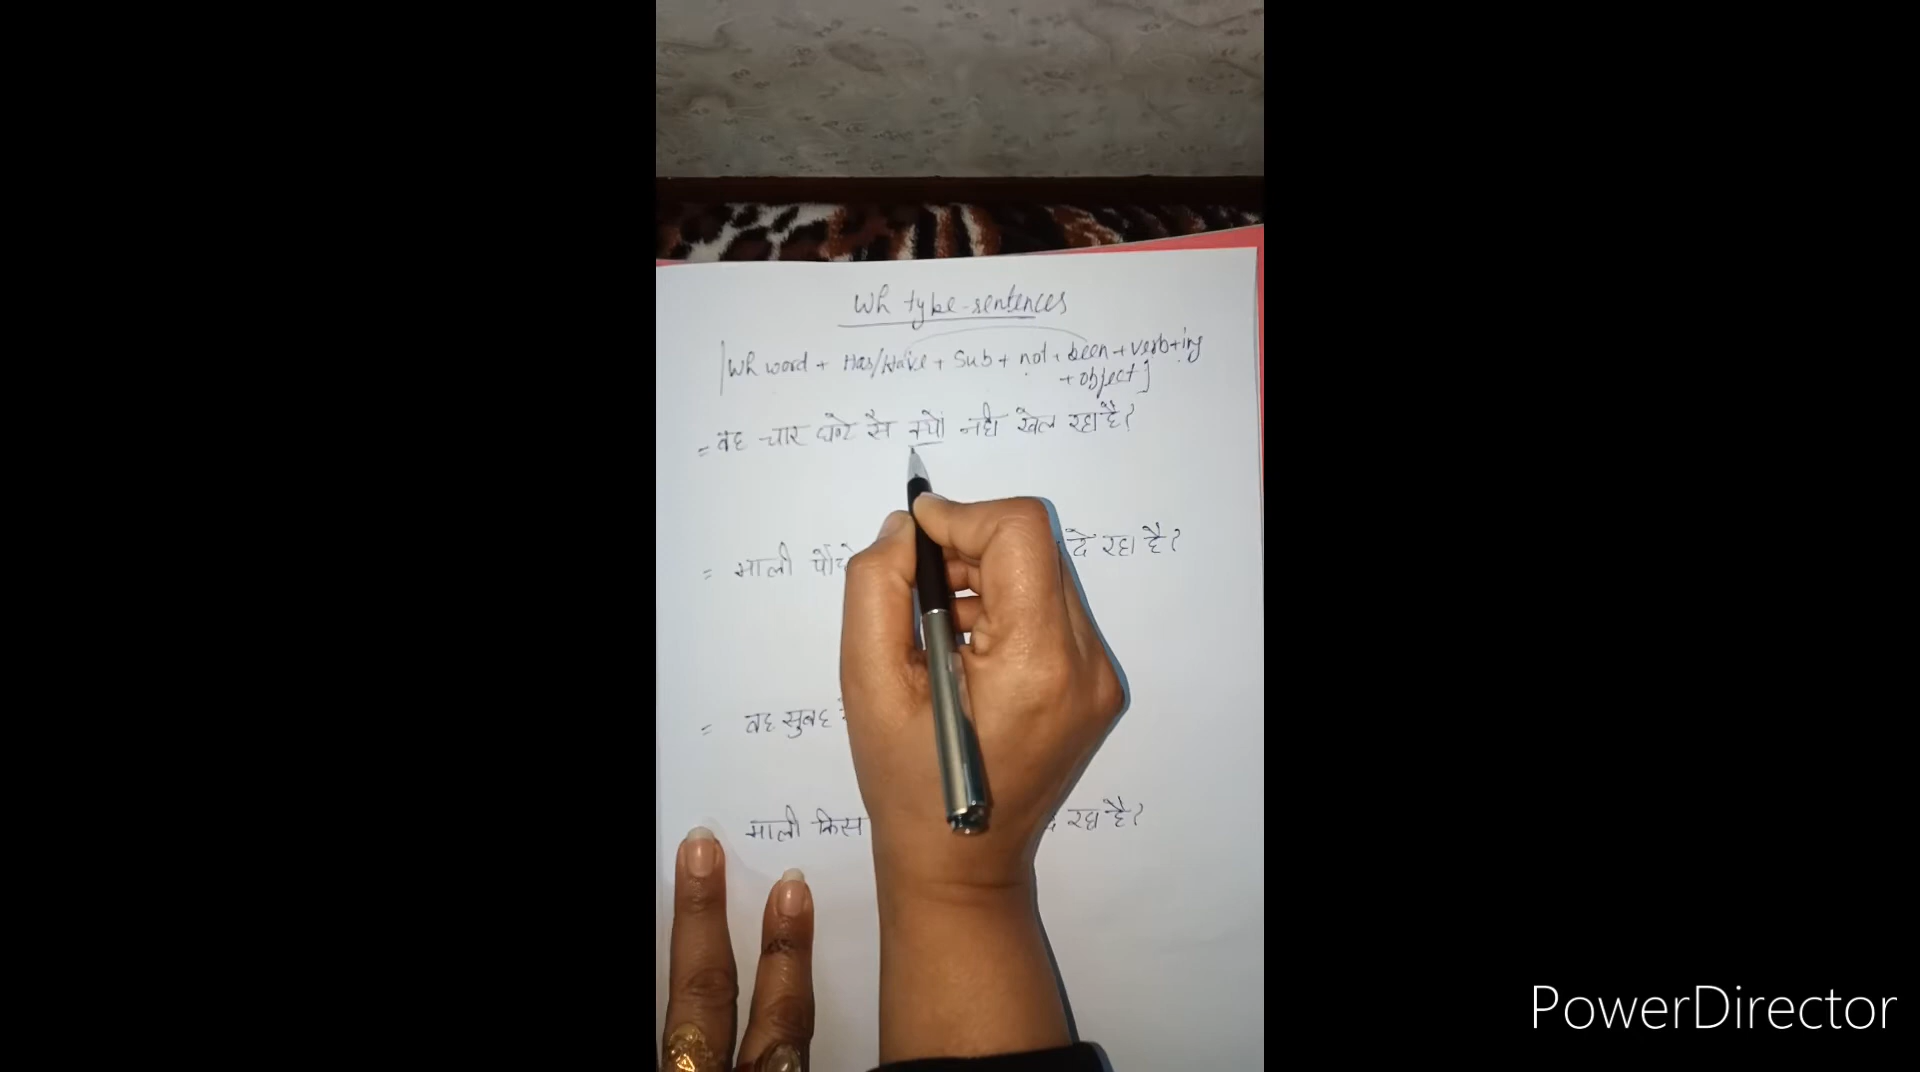 Wh type-sentences
[Wh word + Has/Have + Sub + not + been + verb+ing
+ object]
= वह चार घण्टे से क्यों नही खेल रहा है?
= माली पौधे दे रहा है?
= वह सुबह
माली किस रहा है?
PowerDirector